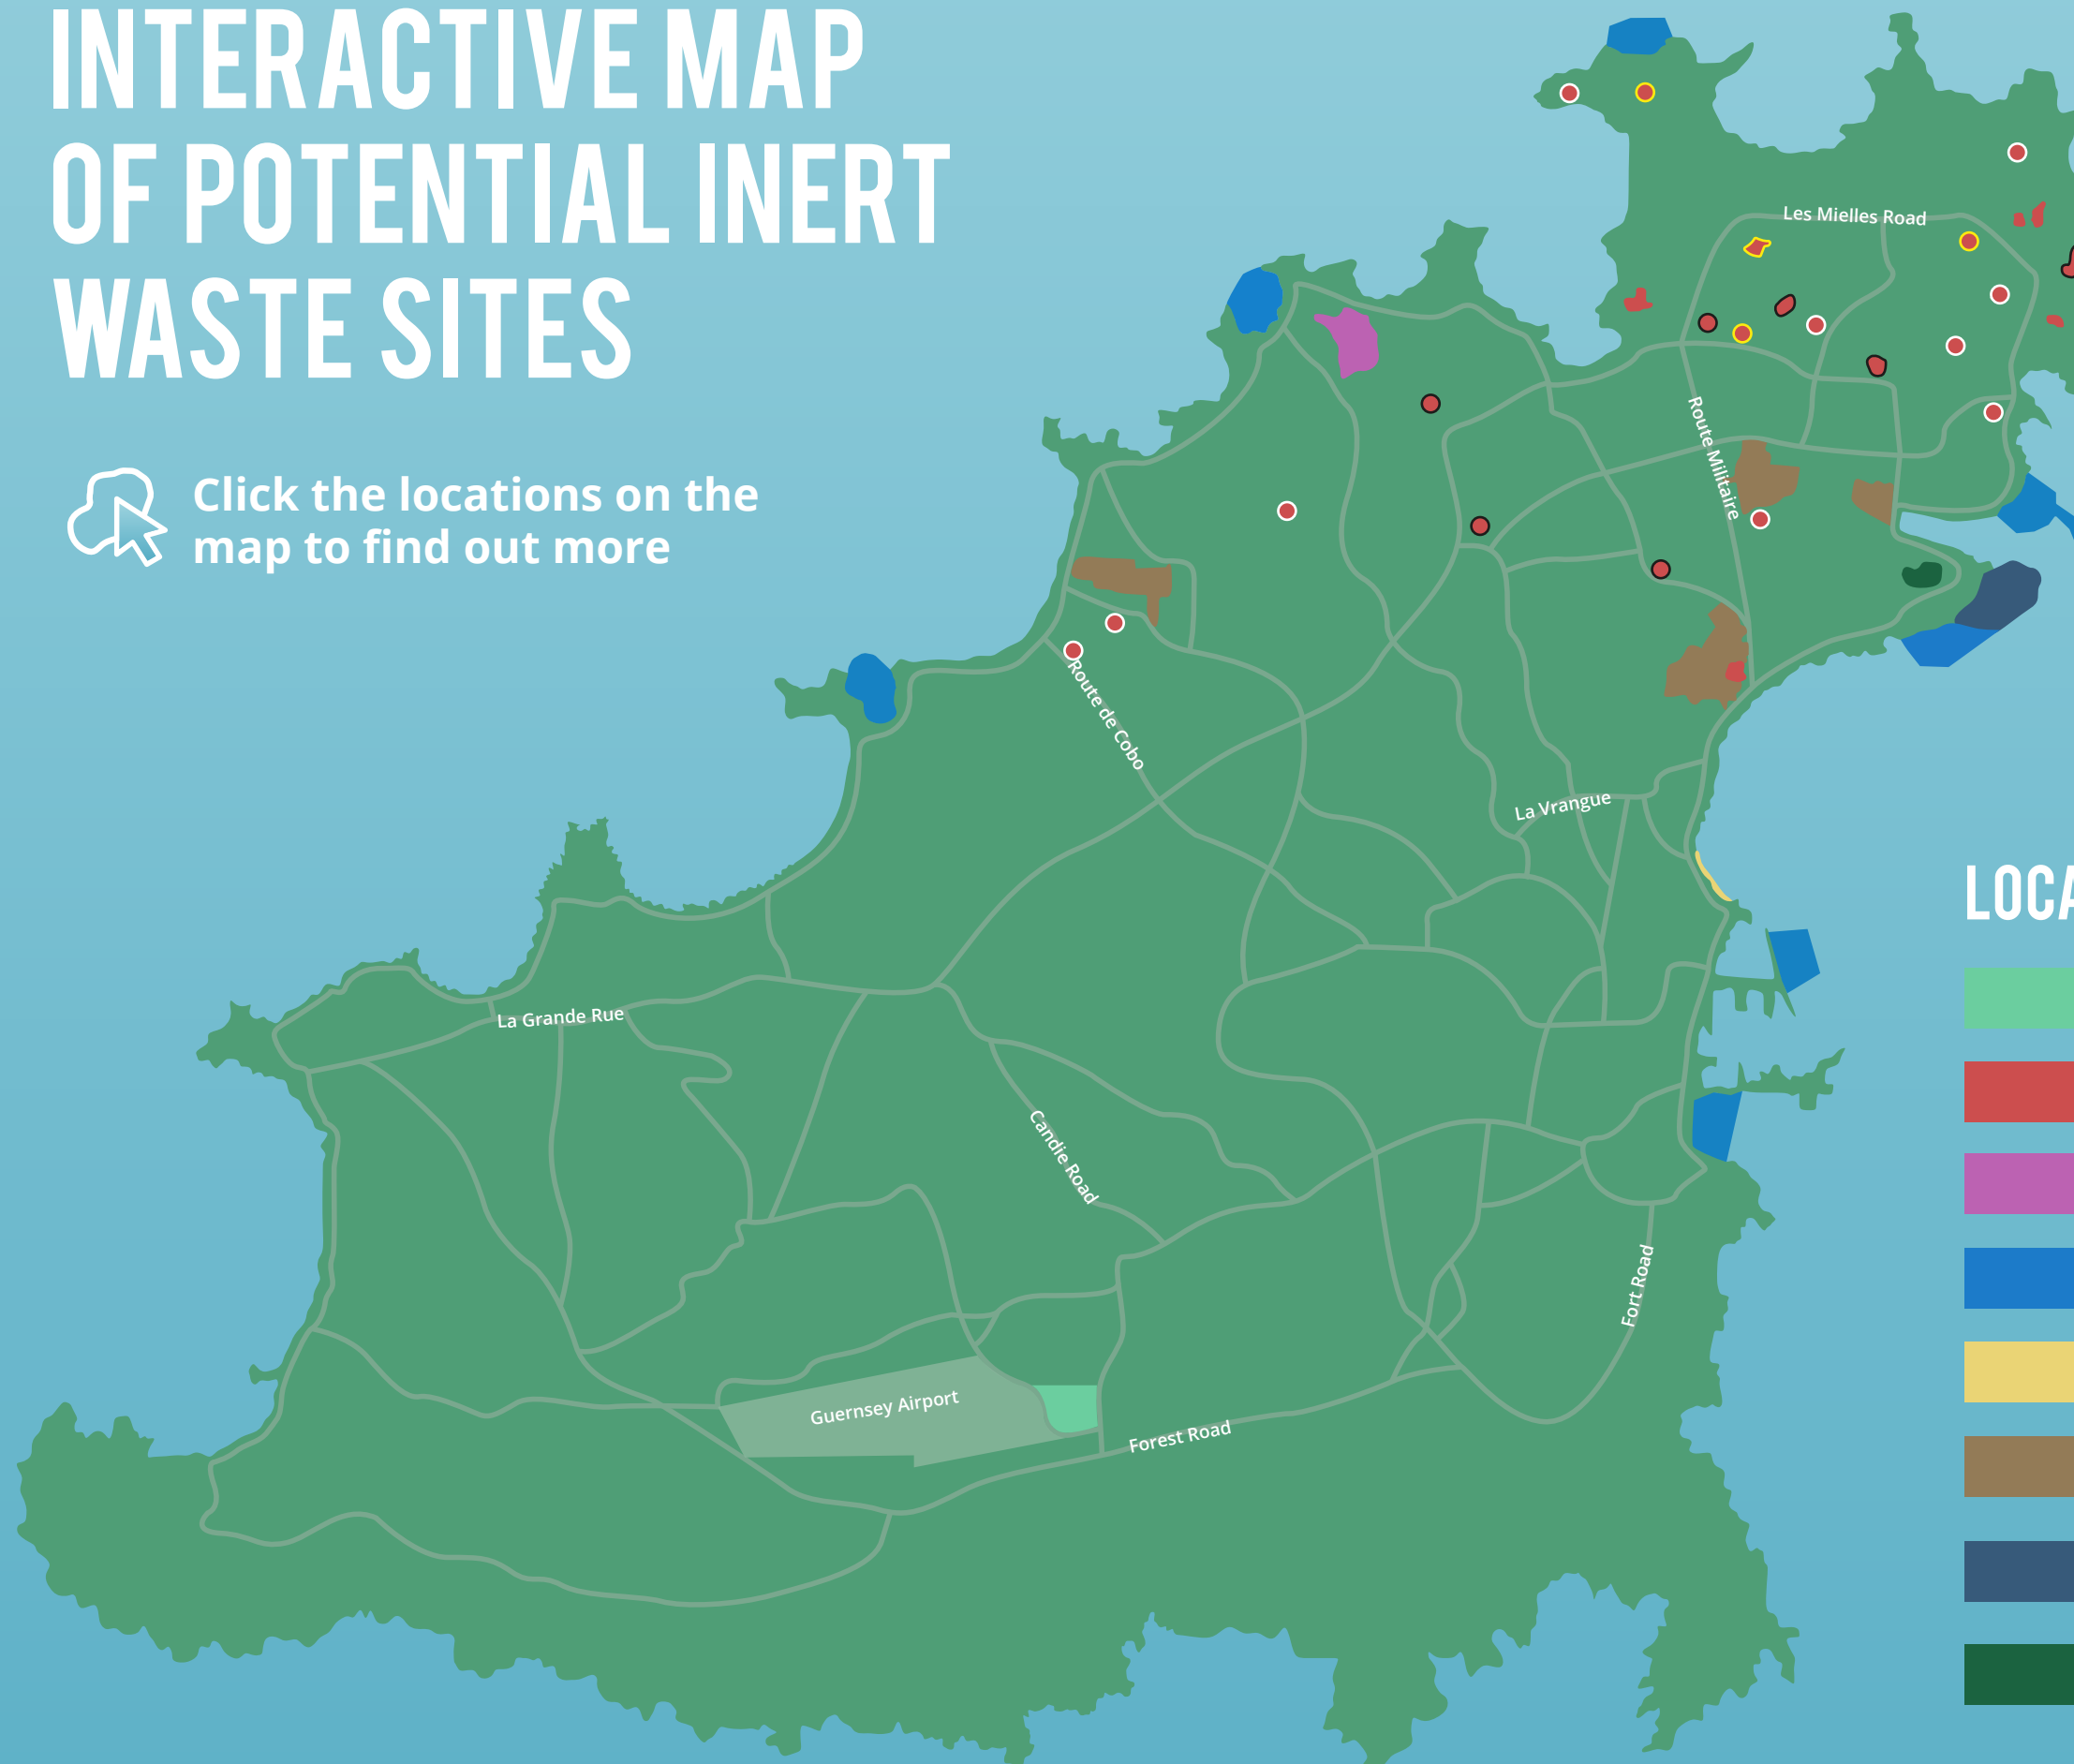 INTERACTIVE MAP
OF POTENTIAL INERT
WASTE SITES
Click the locations on the
map to find out more
Les Mielles Road
Route Militaire
Route de Cobo
La Vrangue
LOCA
La Grande Rue
Candie Road
Fort Road
Guernsey Airport
Forest Road